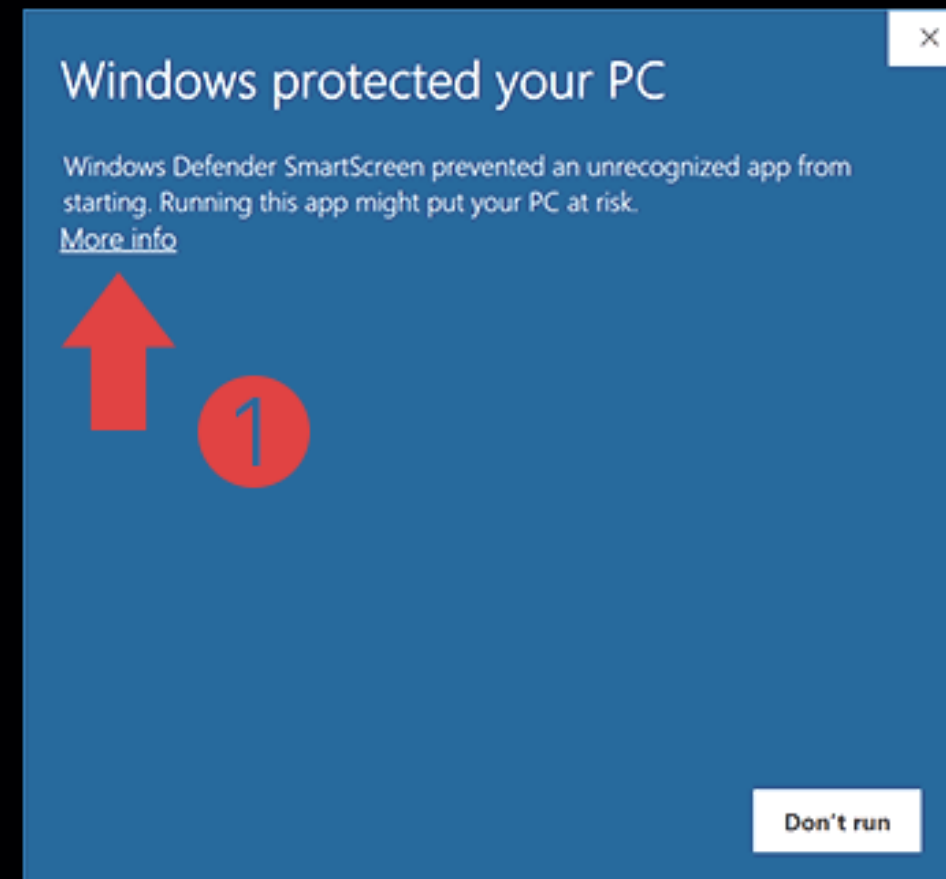 Windows protected your PC
Windows Defender SmartScreen prevented an unrecognized app from
starting. Running this app might put your PC at risk.
More info
1
Don't run